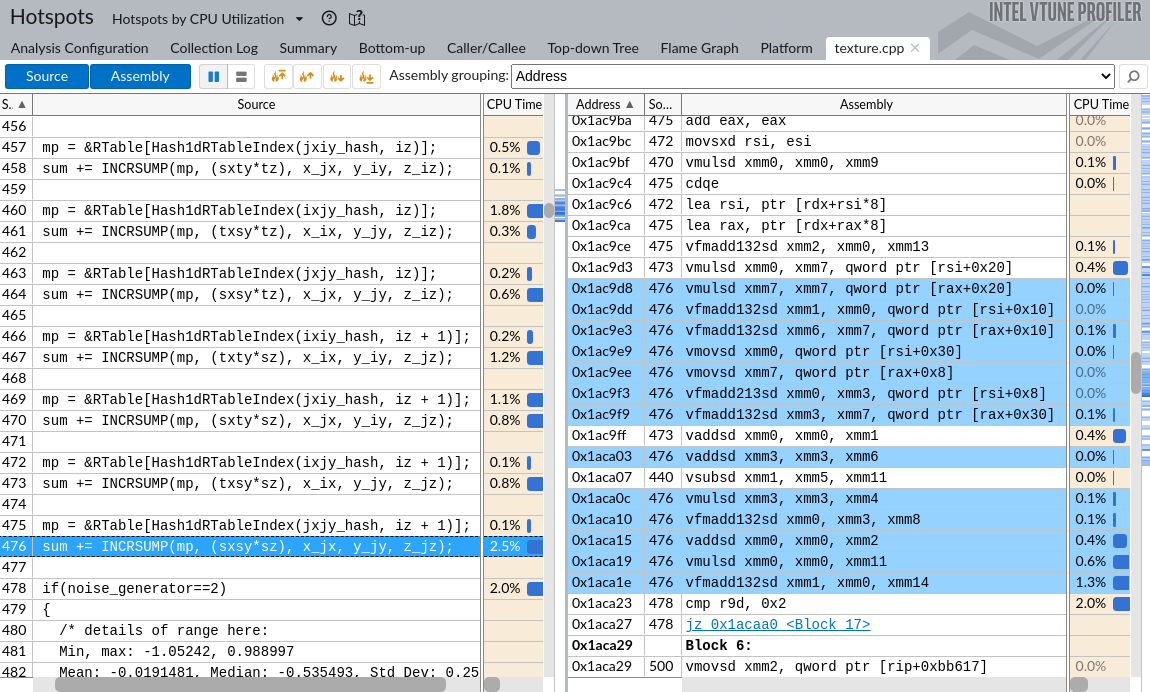 Hotspots Hotspots by CPU Utilization INTEL VTUNE PROFILER
Analysis Configuration Collection Log Summary Bottom-up Caller/Callee Top-down Tree Flame Graph Platform texture.cpp
Source Assembly Assembly grouping: Address
S.. Source CPU Time
456
457 mp = &RTable[Hash1dRTableIndex(jxiy_hash, iz)]; 0.5%
458 sum += INCRSUMP(mp, (sxty*tz), x_jx, y_iy, z_iz); 0.1%
459
460 mp = &RTable[Hash1dRTableIndex(ixjy_hash, iz)]; 1.8%
461 sum += INCRSUMP(mp, (txsy*tz), x_ix, y_jy, z_iz); 0.3%
462
463 mp = &RTable[Hash1dRTableIndex(jxjy_hash, iz)]; 0.2%
464 sum += INCRSUMP(mp, (sxsy*tz), x_jx, y_jy, z_iz); 0.6%
465
466 mp = &RTable[Hash1dRTableIndex(ixiy_hash, iz + 1)]; 0.2%
467 sum += INCRSUMP(mp, (txty*sz), x_ix, y_iy, z_jz); 1.2%
468
469 mp = &RTable[Hash1dRTableIndex(jxiy_hash, iz + 1)]; 1.1%
470 sum += INCRSUMP(mp, (sxty*sz), x_jx, y_iy, z_jz); 0.8%
471
472 mp = &RTable[Hash1dRTableIndex(ixjy_hash, iz + 1)]; 0.1%
473 sum += INCRSUMP(mp, (txsy*sz), x_ix, y_jy, z_jz); 0.8%
474
475 mp = &RTable[Hash1dRTableIndex(jxjy_hash, iz + 1)]; 0.1%
476 sum += INCRSUMP(mp, (sxsy*sz), x_jx, y_jy, z_jz); 2.5%
477
478 if(noise_generator==2) 2.0%
479 {
480 /* details of range here:
481 Min, max: -1.05242, 0.988997
482 Mean: -0.0191481, Median: -0.535493, Std Dev: 0.25
Address So... Assembly CPU Time
0x1ac9ba 475 add eax, eax 0.0%
0x1ac9bc 472 movsxd rsi, esi 0.0%
0x1ac9bf 470 vmulsd xmm0, xmm0, xmm9 0.1%
0x1ac9c4 475 cdqe 0.0%
0x1ac9c6 472 lea rsi, ptr [rdx+rsi*8]
0x1ac9ca 475 lea rax, ptr [rdx+rax*8]
0x1ac9ce 475 vfmadd132sd xmm2, xmm0, xmm13 0.1%
0x1ac9d3 473 vmulsd xmm0, xmm7, qword ptr [rsi+0x20] 0.4%
0x1ac9d8 476 vmulsd xmm7, xmm7, qword ptr [rax+0x20] 0.0%
0x1ac9dd 476 vfmadd132sd xmm1, xmm0, qword ptr [rsi+0x10] 0.0%
0x1ac9e3 476 vfmadd132sd xmm6, xmm7, qword ptr [rax+0x10] 0.1%
0x1ac9e9 476 vmovsd xmm0, qword ptr [rsi+0x30] 0.0%
0x1ac9ee 476 vmovsd xmm7, qword ptr [rax+0x8] 0.0%
0x1ac9f3 476 vfmadd213sd xmm0, xmm3, qword ptr [rsi+0x8] 0.0%
0x1ac9f9 476 vfmadd132sd xmm3, xmm7, qword ptr [rax+0x30] 0.1%
0x1ac9ff 473 vaddsd xmm0, xmm0, xmm1 0.4%
0x1aca03 476 vaddsd xmm3, xmm3, xmm6 0.0%
0x1aca07 440 vsubsd xmm1, xmm5, xmm11 0.0%
0x1aca0c 476 vmulsd xmm3, xmm3, xmm4 0.1%
0x1aca10 476 vfmadd132sd xmm0, xmm3, xmm8 0.1%
0x1aca15 476 vaddsd xmm0, xmm0, xmm2 0.4%
0x1aca19 476 vmulsd xmm0, xmm0, xmm11 0.6%
0x1aca1e 476 vfmadd132sd xmm1, xmm0, xmm14 1.3%
0x1aca23 478 cmp r9d, 0x2 2.0%
0x1aca27 478 jz 0x1acaa0 <Block 17>
0x1aca29 Block 6:
0x1aca29 500 vmovsd xmm2, qword ptr [rip+0xbb617] 0.0%